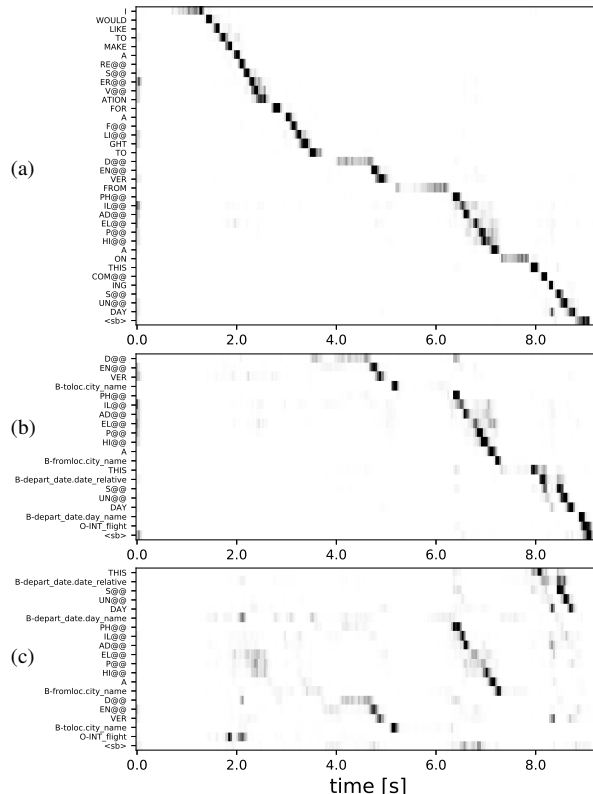 (a)
I
WOULD
LIKE
TO
MAKE
A
RE@@
S@@
ER@@
V@@
ATION
FOR
A
F@@
LI@@
GHT
TO
D@@
EN@@
VER
FROM
PH@@
IL@@
AD@@
EL@@
P@@
HI@@
A
ON
THIS
COM@@
ING
S@@
UN@@
DAY
<sb>
0.0 2.0 4.0 6.0 8.0
(b)
D@@
EN@@
VER
B-toloc.city_name
PH@@
IL@@
AD@@
EL@@
P@@
HI@@
A
B-fromloc.city_name
THIS
B-depart_date.date_relative
S@@
UN@@
DAY
B-depart_date.day_name
O-INT_flight
<sb>
0.0 2.0 4.0 6.0 8.0
(c)
THIS
B-depart_date.date_relative
S@@
UN@@
DAY
B-depart_date.day_name
PH@@
IL@@
AD@@
EL@@
P@@
HI@@
A
B-fromloc.city_name
D@@
EN@@
VER
B-toloc.city_name
O-INT_flight
<sb>
0.0 2.0 4.0 6.0 8.0
time [s]